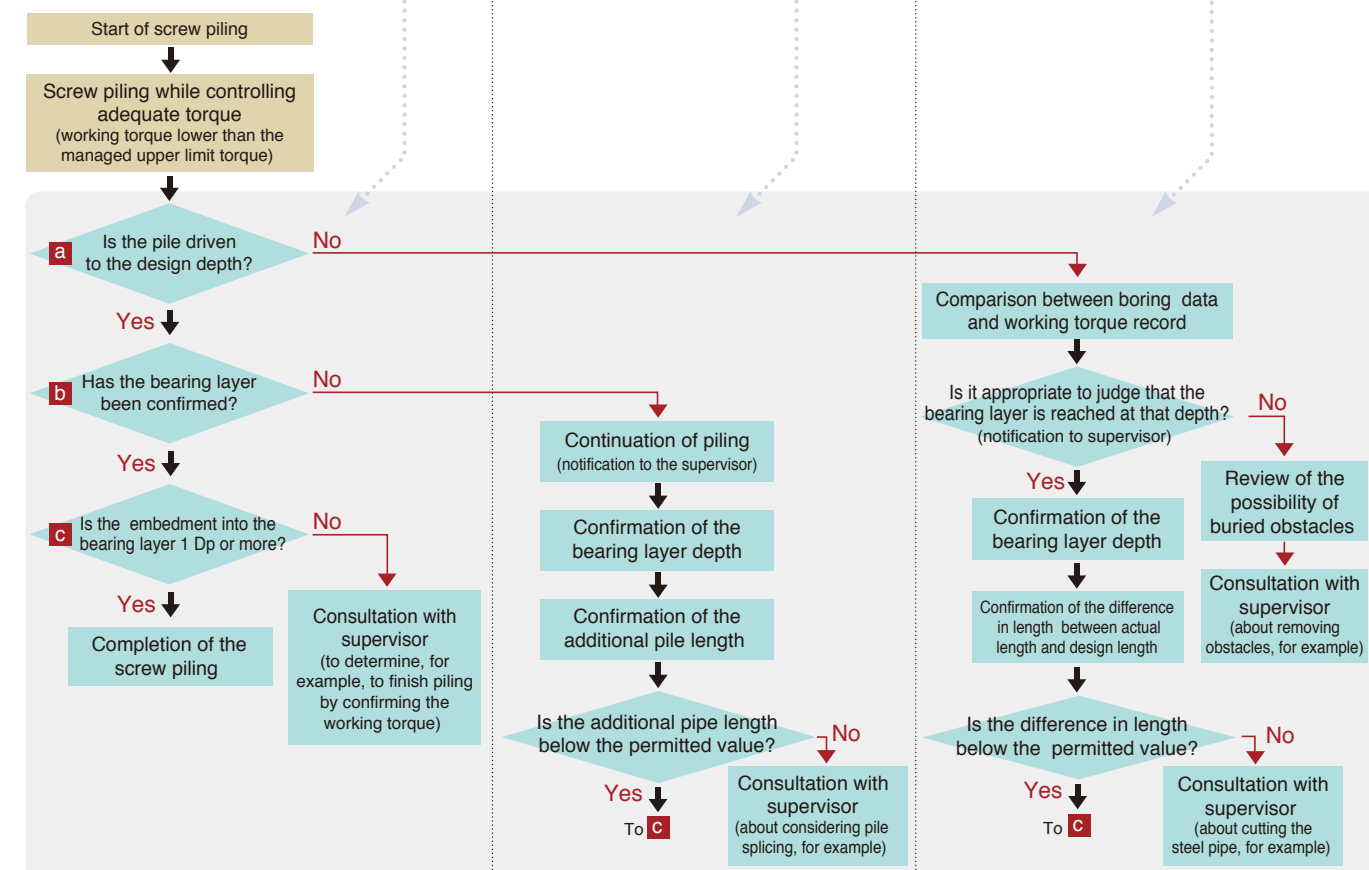 Start of screw piling
Screw piling while controlling
adequate torque
(working torque lower than the
managed upper limit torque)
a
Is the pile driven
to the design depth?
No
Yes
b
Has the bearing layer
been confirmed?
No
Yes
c
Is the embedment into the
bearing layer 1 Dp or more?
No
Yes
Completion of the
screw piling
Consultation with
supervisor
(to determine, for
example, to finish piling
by confirming the
working torque)
Continuation of piling
(notification to the supervisor)
Confirmation of the
bearing layer depth
Confirmation of the
additional pile length
Is the additional pipe length
below the permitted value?
No
Yes
To c
Consultation with
supervisor
(about considering pile
splicing, for example)
Comparison between boring data
and working torque record
Is it appropriate to judge that the
bearing layer is reached at that depth?
(notification to supervisor)
No
Yes
Review of the
possibility of
buried obstacles
Consultation with
supervisor
(about removing
obstacles, for example)
Confirmation of the
bearing layer depth
Confirmation of the difference
in length between actual
length and design length
Is the difference in length
below the permitted value?
No
Yes
To c
Consultation with
supervisor
(about cutting the
steel pipe, for example)